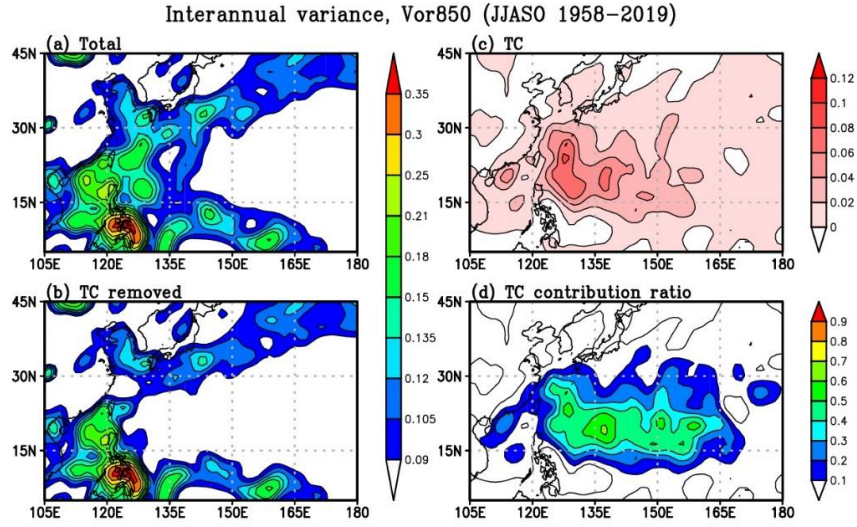 Interannual variance, Vor850 (JJASO 1958-2019)
(a) Total
45N
30N
15N
105E 120E 135E 150E 165E 180
0.35
0.3
0.24
0.21
0.18
0.15
0.135
0.12
0.105
0.09
(c) TC
45N
30N
15N
105E 120E 135E 150E 165E 180
0.12
0.1
0.08
0.06
0.04
0.02
0
(b) TC removed
45N
30N
15N
105E 120E 135E 150E 165E 180
(d) TC contribution ratio
45N
30N
15N
105E 120E 135E 150E 165E 180
0.9
0.8
0.7
0.6
0.5
0.4
0.3
0.2
0.1